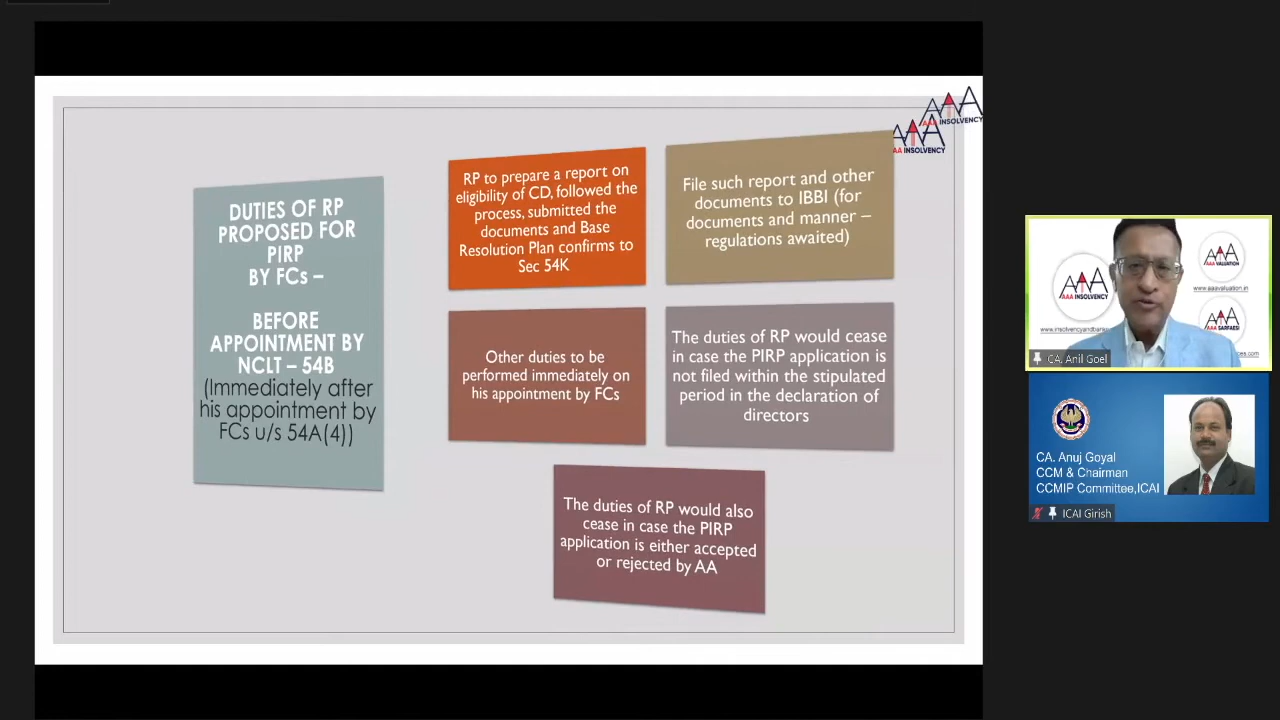 DUTIES OF RP
PROPOSED FOR
PIRP
BY FCs –
BEFORE
APPOINTMENT BY
NCLT – 54B
(Immediately after
his appointment by
FCs u/s 54A(4))
RP to prepare a report on
eligibility of CD, followed the
process, submitted the
documents and Base
Resolution Plan confirms to
Sec 54K
File such report and other
documents to IBBI (for
documents and manner –
regulations awaited)
Other duties to be
performed immediately on
his appointment by FCs
The duties of RP would cease
in case the PIRP application is
not filed within the stipulated
period in the declaration of
directors
The duties of RP would also
cease in case the PIRP
application is either accepted
or rejected by AA
AAA INSOLVENCY
AA INSOLVENCY
AAA INSOLVENCY
AAA VALUATION
www.aaavaluation.in
AAA SARFAESI
CA. Anil Goel
CA. Anuj Goyal
CCM & Chairman
CCMIP Committee,ICAI
ICAI Girish